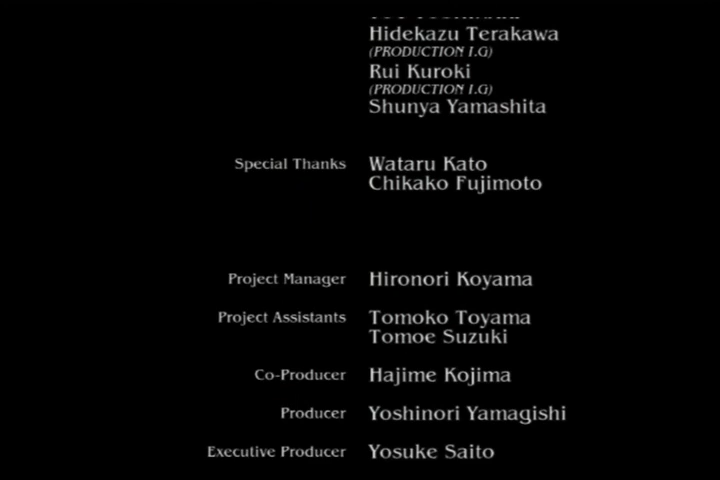 Hidekazu Terakawa
(PRODUCTION I.G)
Rui Kuroki
(PRODUCTION I.G)
Shunya Yamashita
Special Thanks Wataru Kato
Chikako Fujimoto
Project Manager Hironori Koyama
Project Assistants Tomoko Toyama
Tomoe Suzuki
Co-Producer Hajime Kojima
Producer Yoshinori Yamagishi
Executive Producer Yosuke Saito